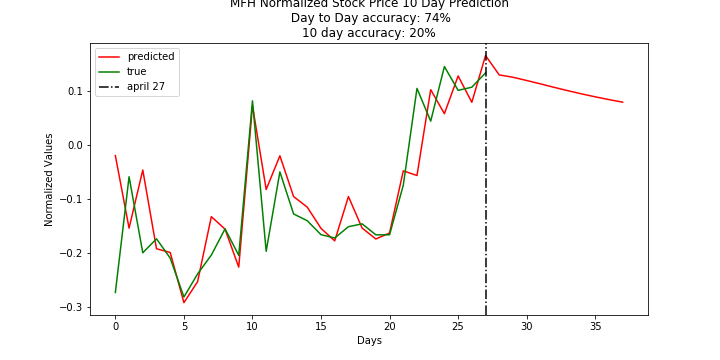 MFH Normalized Stock Price 10 Day Prediction
Day to Day accuracy: 74%
10 day accuracy: 20%
predicted
true
april 27
0.1
0.0
−0.1
−0.2
−0.3
Normalized Values
0 5 10 15 20 25 30 35
Days